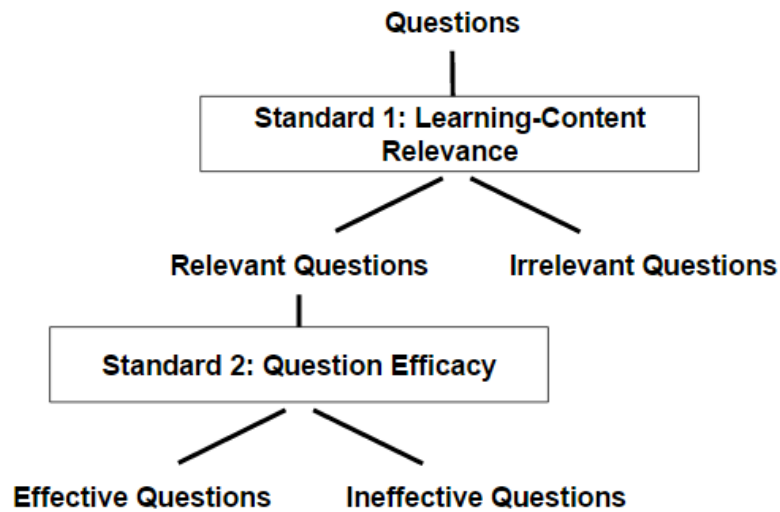 Questions
Standard 1: Learning-Content
Relevance
Relevant Questions
Irrelevant Questions
Standard 2: Question Efficacy
Effective Questions
Ineffective Questions